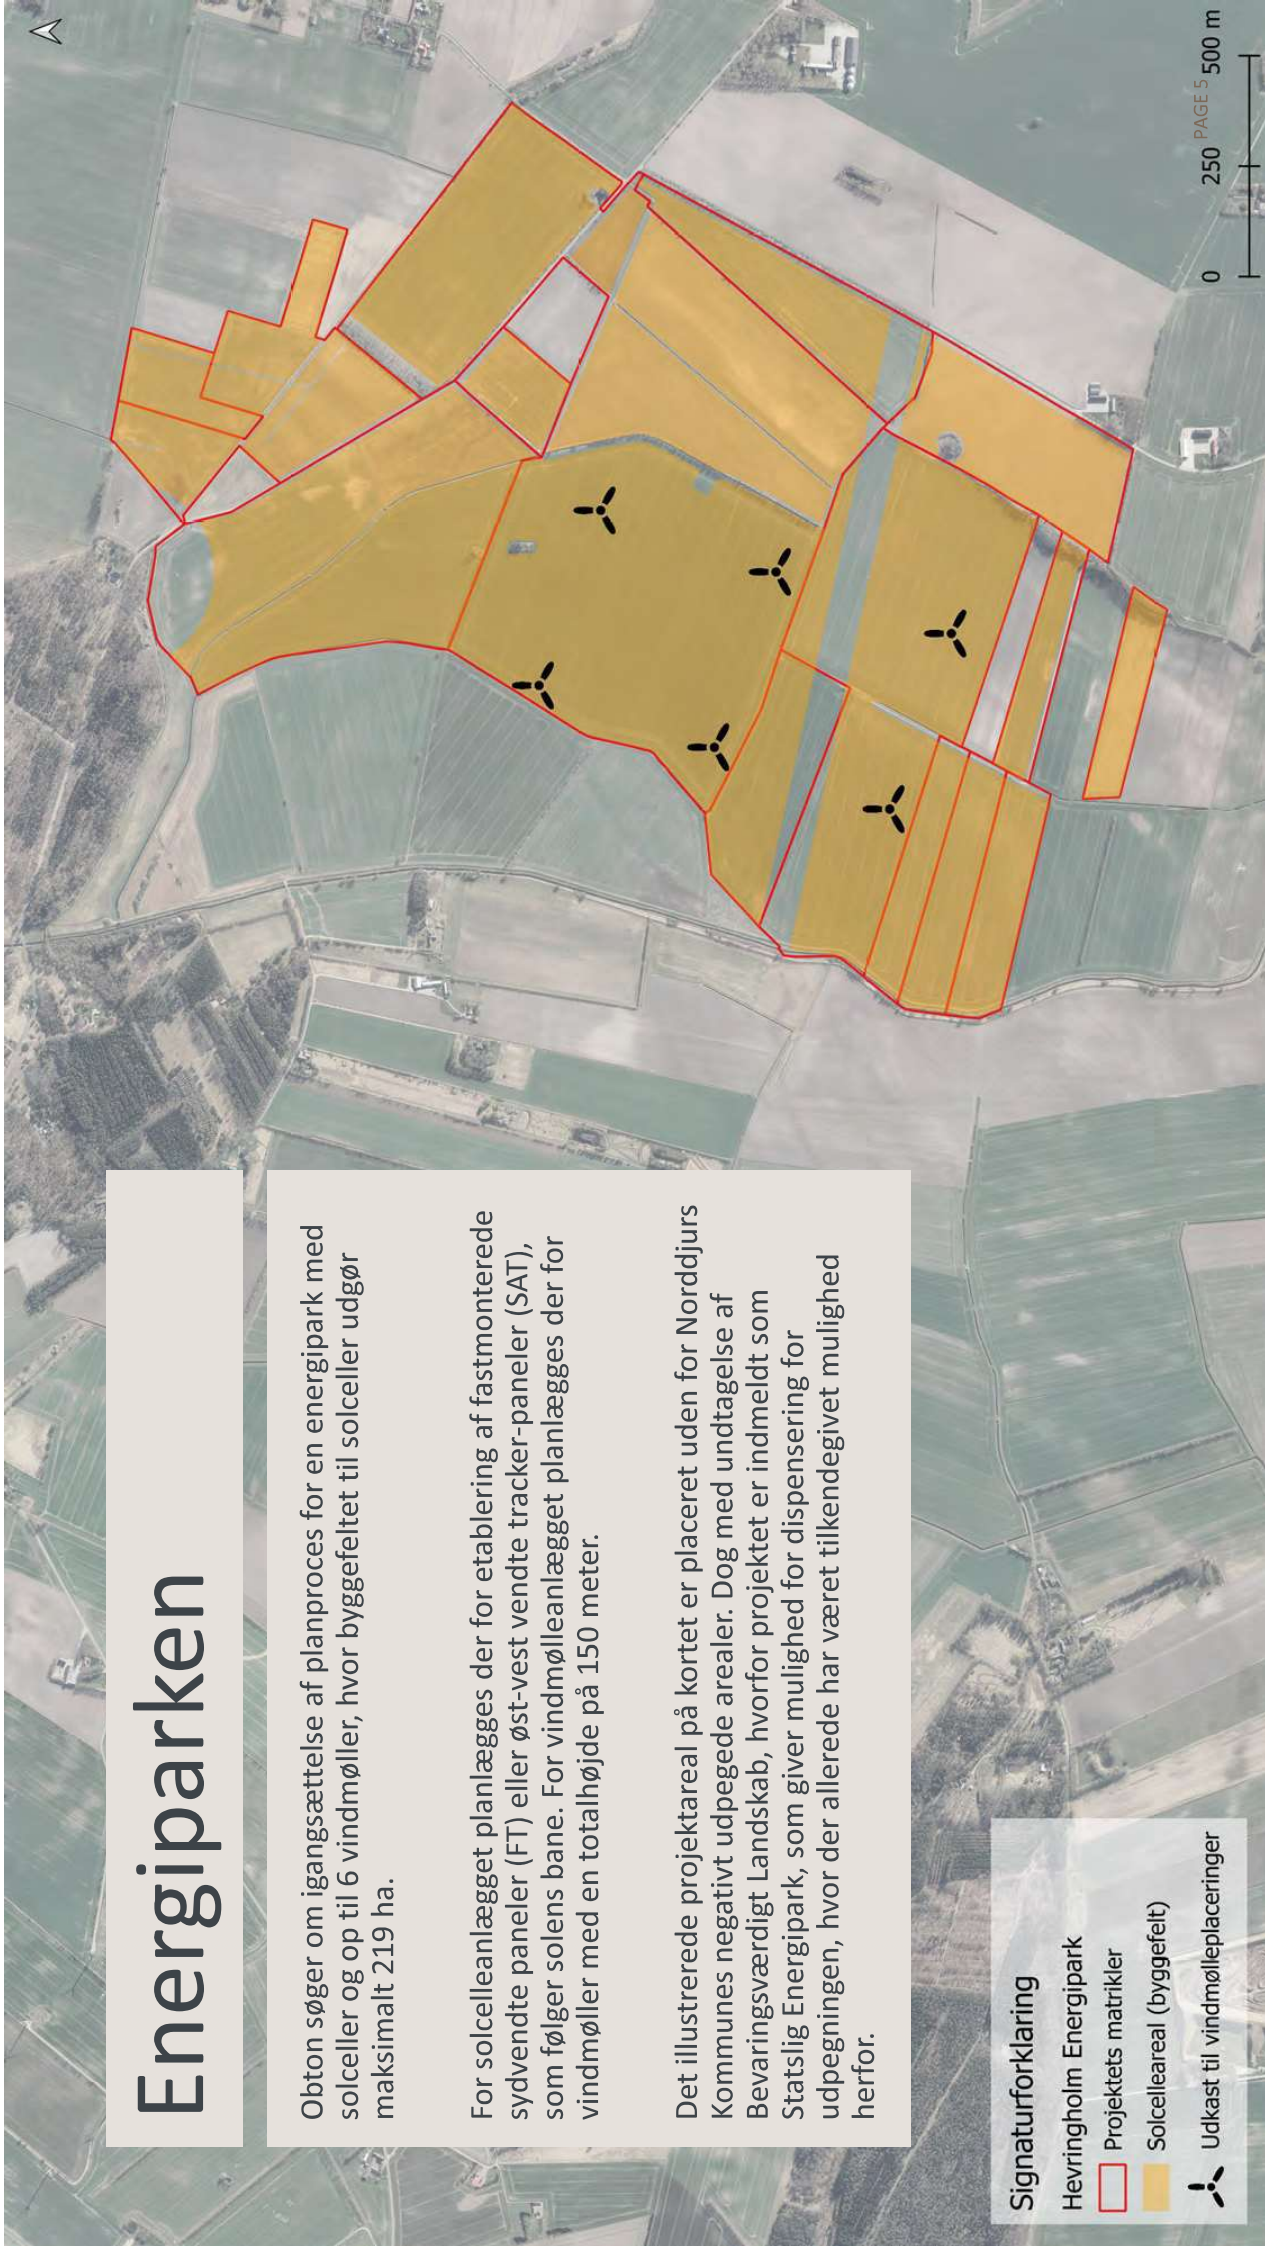 Energiparken
Obton søger om igangsættelse af planproces for en energipark med
solceller og op til 6 vindmøller, hvor byggefeltet til solceller udgør
maksimalt 219 ha.
For solcelleanlægget planlægges der for etablering af fastmonterede
sydvendte paneler (FT) eller øst-vest vendte tracker-paneler (SAT),
som følger solens bane. For vindmølleanlægget planlægges der for
vindmøller med en totalhøjde på 150 meter.
Det illustrerede projektareal på kortet er placeret uden for Norddjurs
Kommunes negativt udpegede arealer. Dog med undtagelse af
Bevaringsværdigt Landskab, hvorfor projektet er indmeldt som
Statslig Energipark, som giver mulighed for dispensering for
udpegningen, hvor der allerede har været tilkendegivet mulighed
herfor.
Signaturforklaring
Hevringholm Energipark
Projektets matrikler
Solcelleareal (byggefelt)
Udkast til vindmølleplaceringer
0 250 500 m
PAGE 5